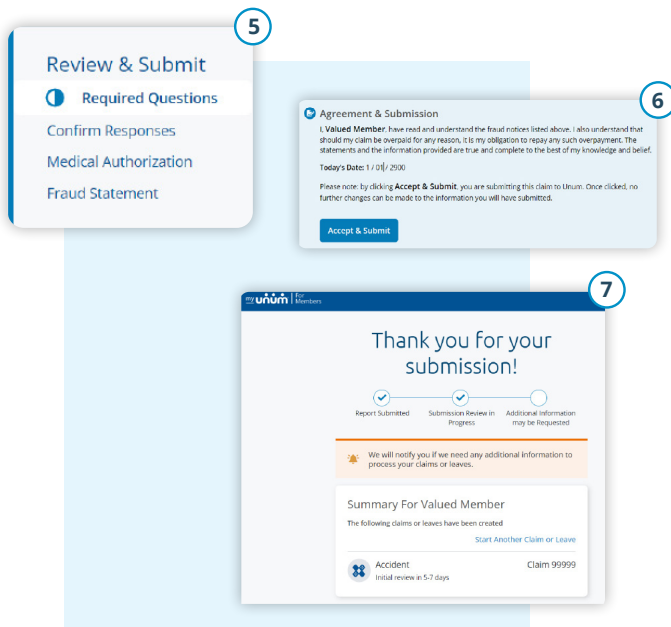 5
Review & Submit
Required Questions
Confirm Responses
Medical Authorization
Fraud Statement
6
Agreement & Submission
I, Valued Member, have read and understand the fraud notices listed above. I also understand that
should my claim be overpaid for any reason, it is my obligation to repay any such overpayment. The
statements and the information provided are true and complete to the best of my knowledge and belief.
Today's Date: 1 / 01 / 2900
Please note: by clicking Accept & Submit, you are submitting this claim to Unum. Once clicked, no
further changes can be made to the information you will have submitted.
Accept & Submit
7
my unum For
Members
Thank you for your
submission!
Report Submitted
Submission Review in
Progress
Additional Information
may be Requested
We will notify you if we need any additional information to
process your claims or leaves.
Summary For Valued Member
The following claims or leaves have been created
Start Another Claim or Leave
Accident Claim 99999
Initial review in 5-7 days